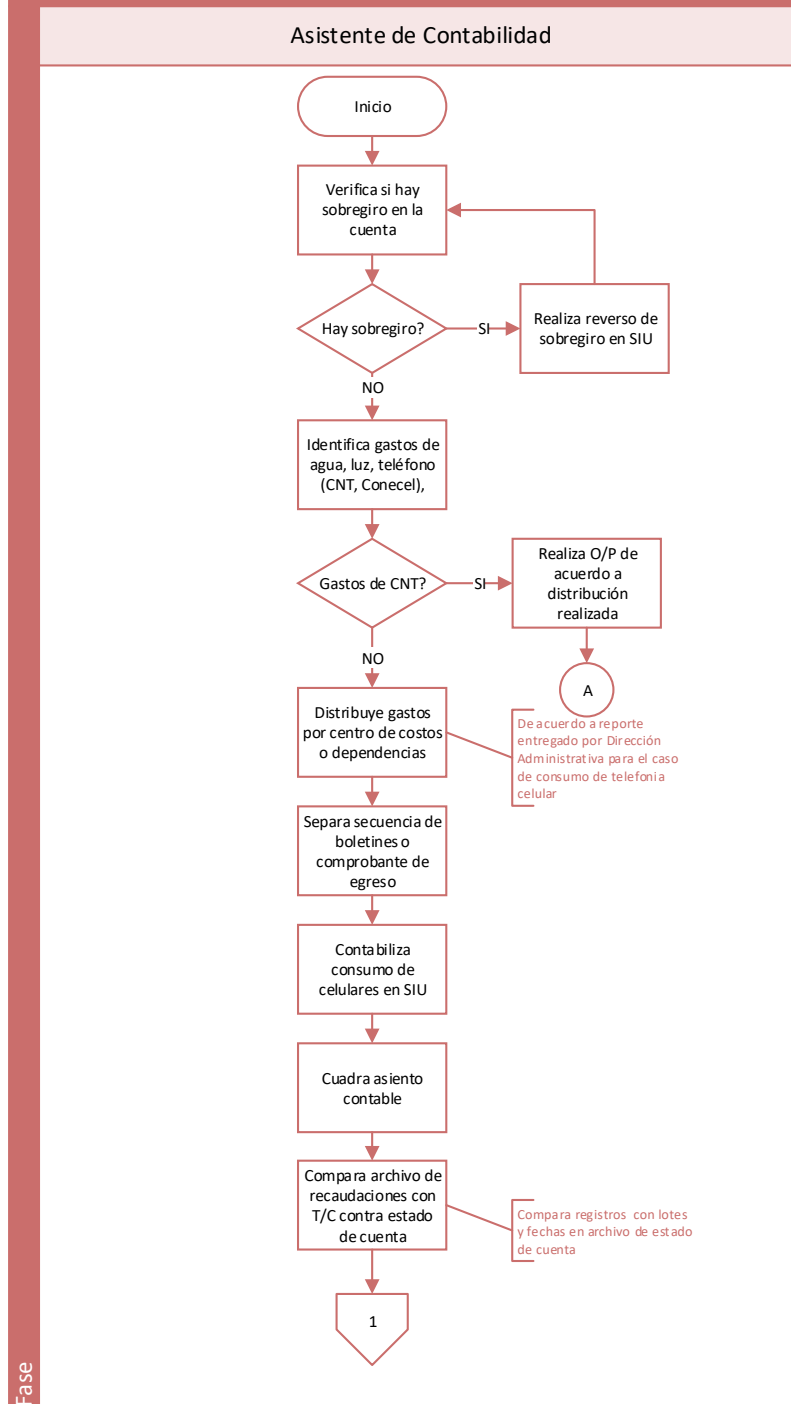 Asistente de Contabilidad
Inicio
Verifica si hay
sobregiro en la
cuenta
Hay sobregiro?
SI
Realiza reverso de
sobregiro en SIU
NO
Identifica gastos de
agua, luz, teléfono
(CNT, Conecel),
Gastos de CNT?
SI
Realiza O/P de
acuerdo a
distribución
realizada
NO
A
Distribuye gastos
por centro de costos
o dependencias
De acuerdo a reporte
entregado por Dirección
Administrativa para el caso
de consumo de telefonia
celular
Separa secuencia de
boletines o
comprobante de
egreso
Contabiliza
consumo de
celulares en SIU
Cuadra asiento
contable
Compara archivo de
recaudaciones con
T/C contra estado
de cuenta
Compara registros con lotes
y fechas en archivo de estado
de cuenta
1
Fase